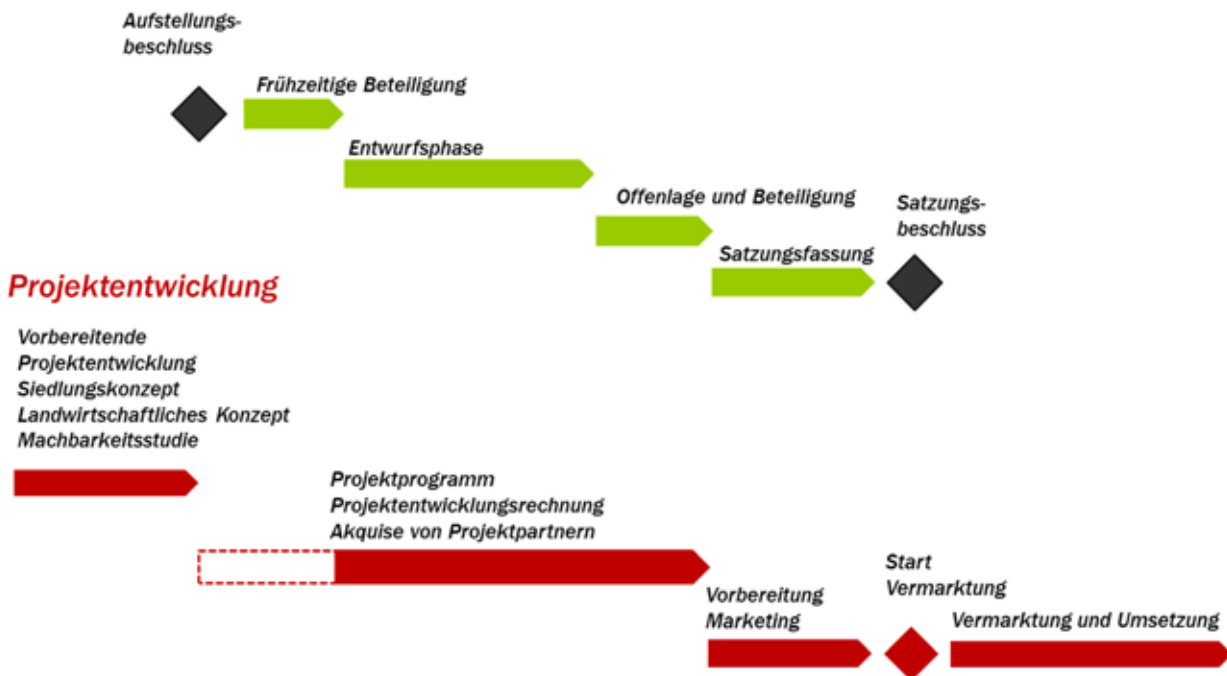 Aufstellungs-
beschluss
Frühzeitige Beteiligung
Entwurfsphase
Offenlage und Beteiligung
Satzungs-
beschluss
Satzungsfassung
Projektentwicklung
Vorbereitende
Projektentwicklung
Siedlungskonzept
Landwirtschaftliches Konzept
Machbarkeitsstudie
Projektprogramm
Projektentwicklungsrechnung
Akquise von Projektpartnern
Vorbereitung
Marketing
Start
Vermarktung
Vermarktung und Umsetzung